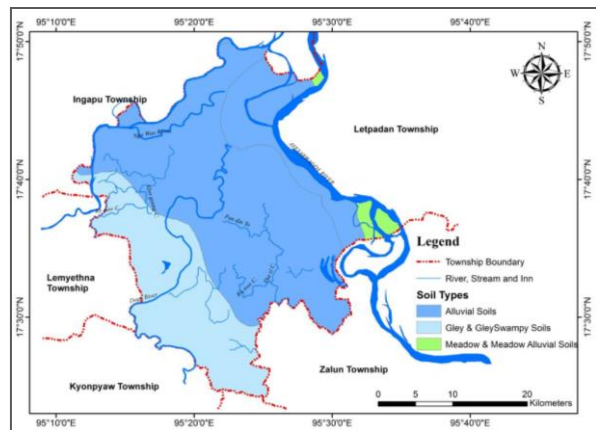 95°10'0"E 95°20'0"E 95°30'0"E 95°40'0"E
17°50'0"N 17°50'0"N
N
W E
S
Ingapu Township
Letpadan Township
17°40'0"N 17°40'0"N
Legend
Township Boundary
River, Stream and Inn
Lemyethna
Township
Soil Types
Alluvial Soils
17°30'0"N 17°30'0"N
Gley & GleySwampy Soils
Meadow & Meadow Alluvial Soils
Zalun Township
Kyonpyaw Township
0 5 10 20
Kilometers
95°10'0"E 95°20'0"E 95°30'0"E 95°40'0"E